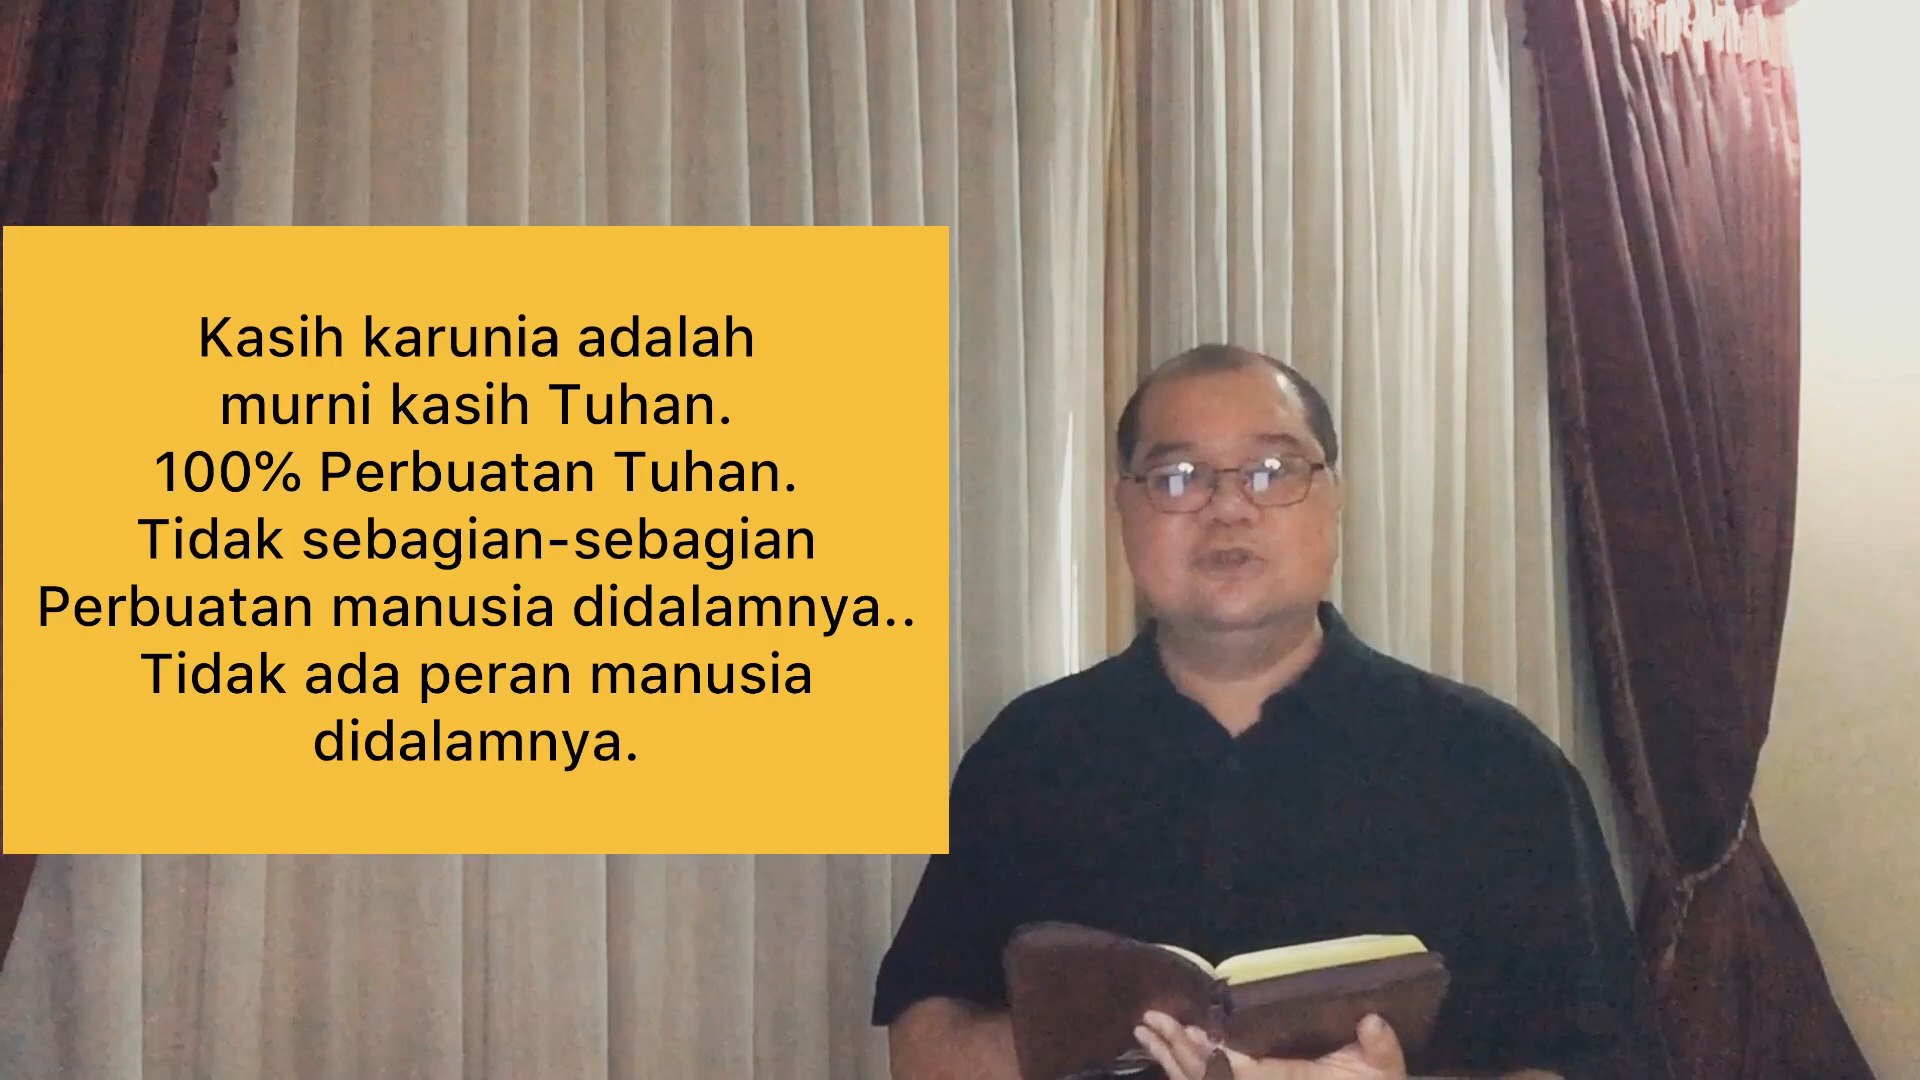 Kasih karunia adalah
murni kasih Tuhan.
100% Perbuatan Tuhan.
Tidak sebagian-sebagian
Perbuatan manusia didalamnya..
Tidak ada peran manusia
didalamnya.